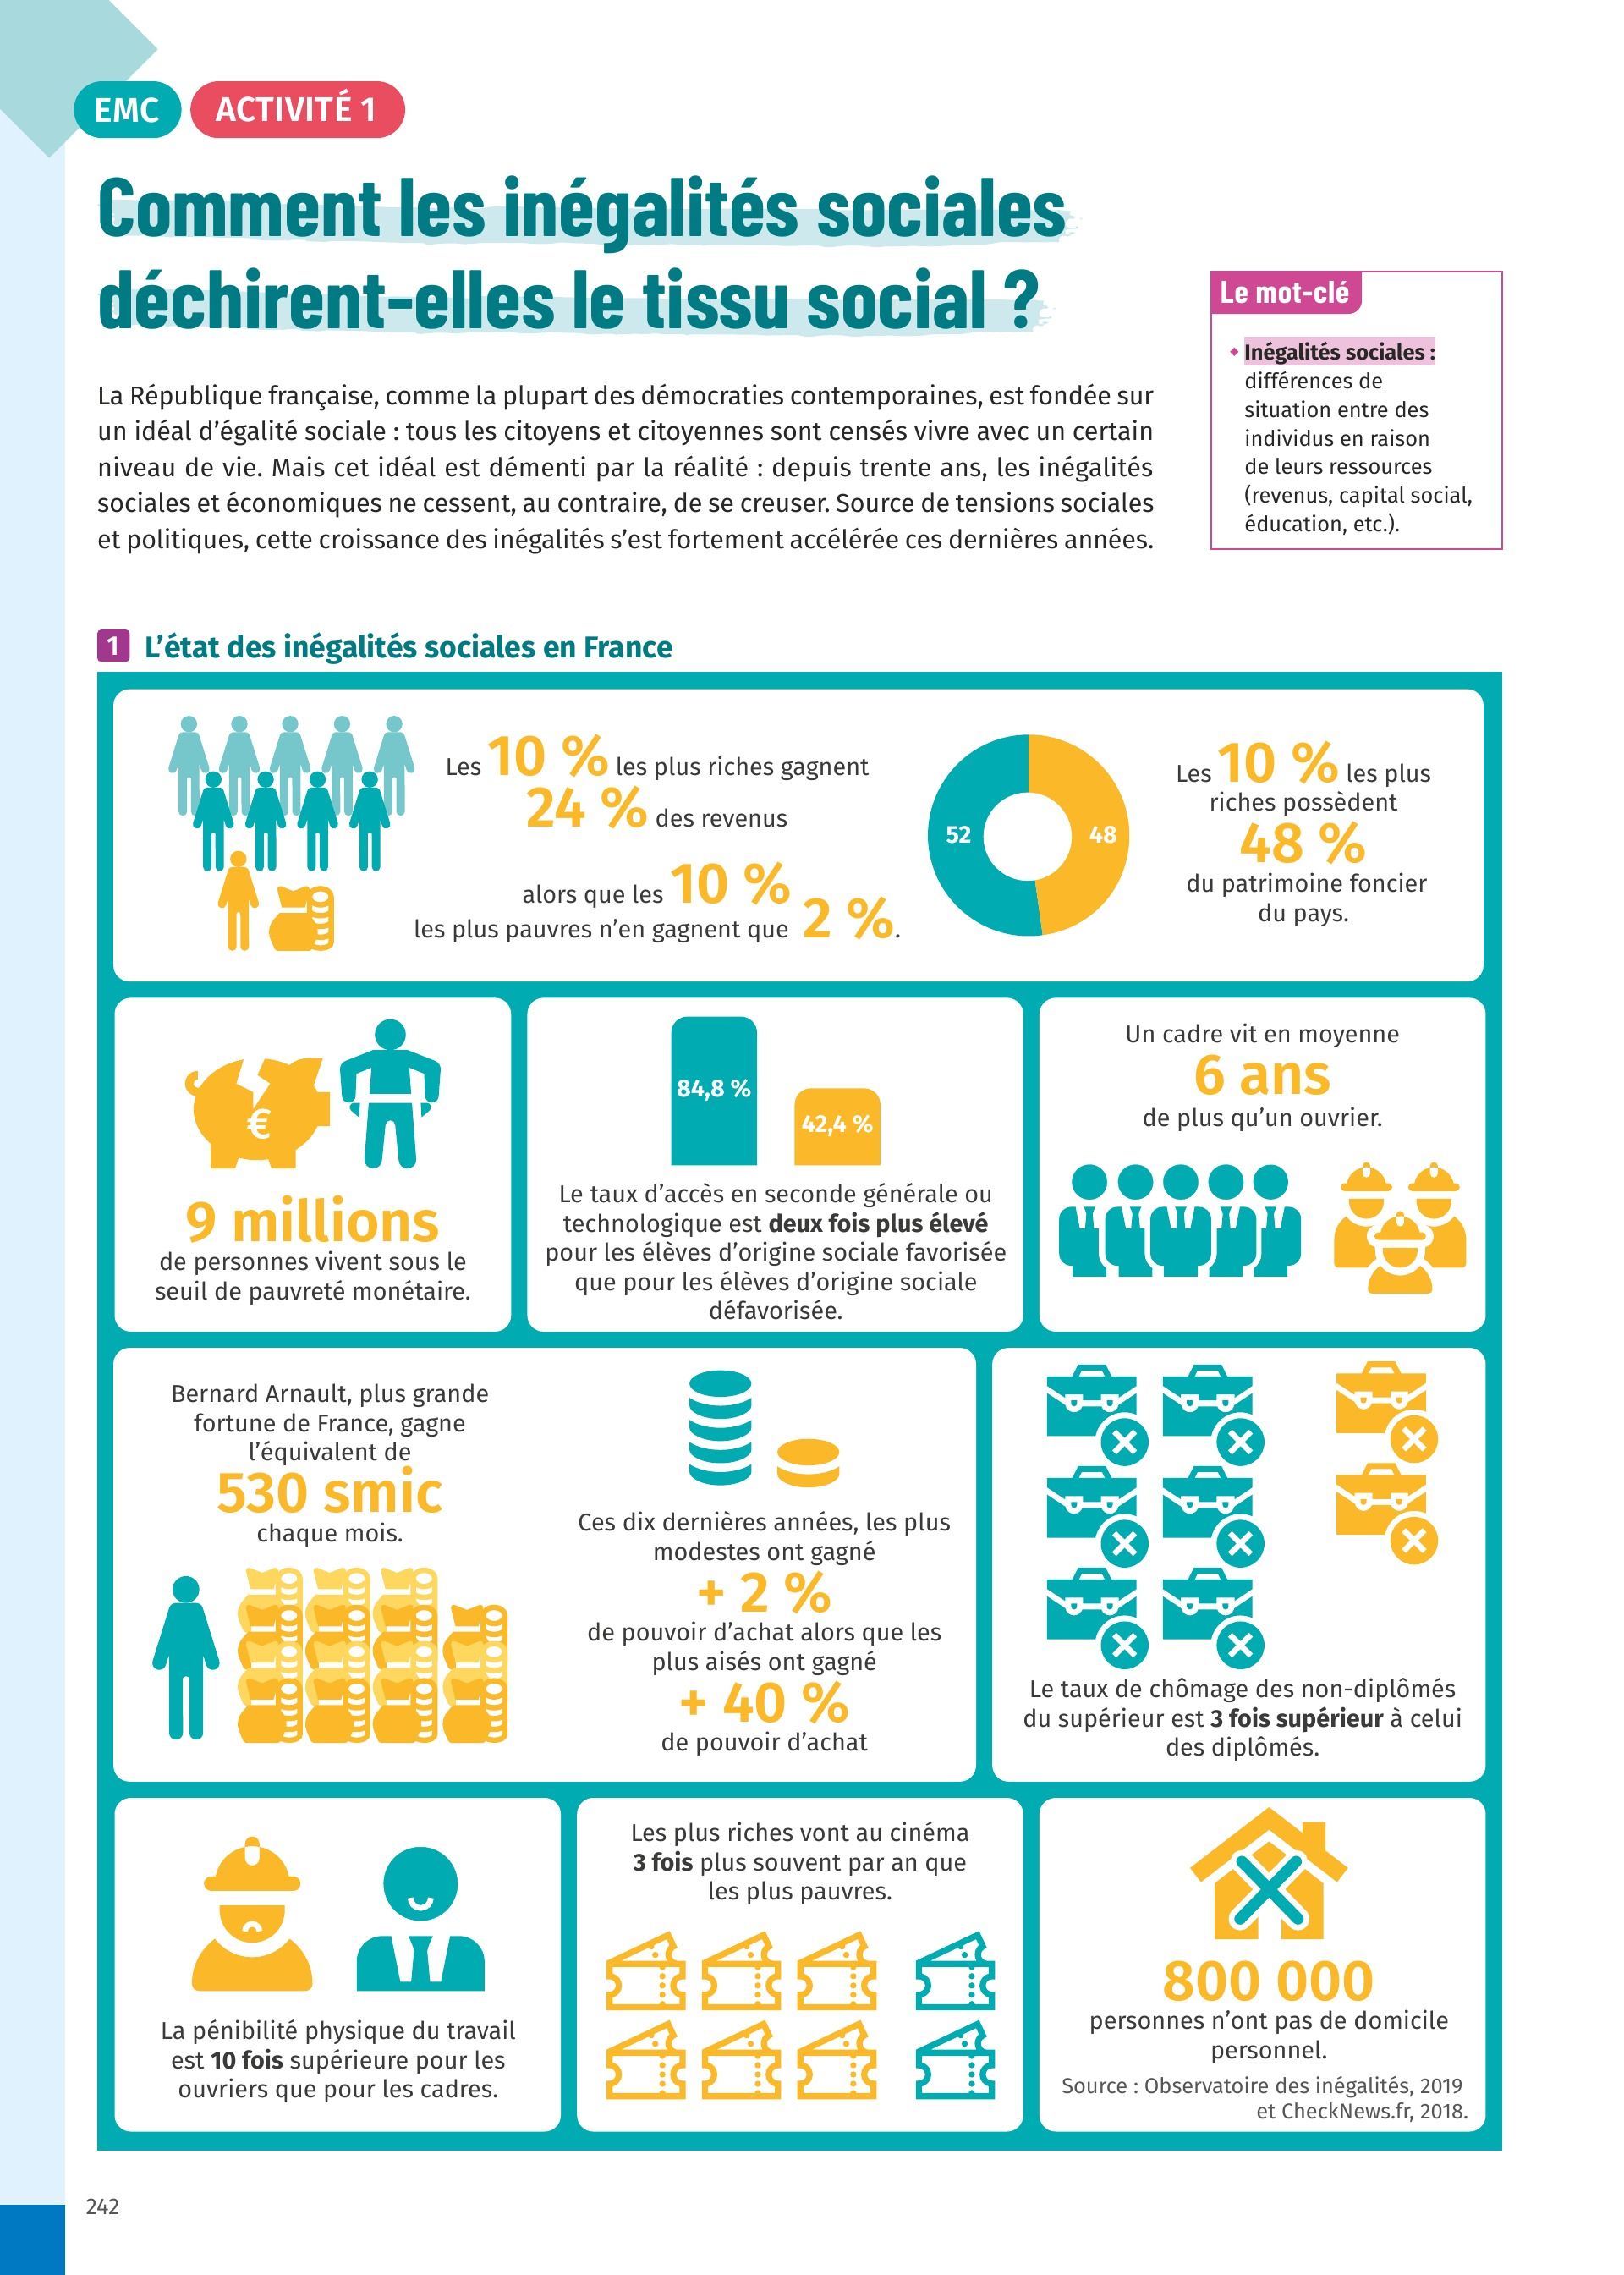 EMC
ACTIVITÉ 1
Comment les inégalités sociales
déchirent-elles le tissu social ?
La République française, comme la plupart des démocraties contemporaines, est fondée sur
un idéal d’égalité sociale : tous les citoyens et citoyennes sont censés vivre avec un certain
niveau de vie. Mais cet idéal est démenti par la réalité : depuis trente ans, les inégalités
sociales et économiques ne cessent, au contraire, de se creuser. Source de tensions sociales
et politiques, cette croissance des inégalités s’est fortement accélérée ces dernières années.
Le mot-clé
Inégalités sociales :
différences de
situation entre des
individus en raison
de leurs ressources
(revenus, capital social,
éducation, etc.).
1 L’état des inégalités sociales en France
Les 10 % les plus riches gagnent
24 % des revenus
alors que les 10 %
les plus pauvres n’en gagnent que 2 %.
52
48
Les 10 % les plus
riches possèdent
48 %
du patrimoine foncier
du pays.
€
9 millions
de personnes vivent sous le
seuil de pauvreté monétaire.
84,8 %
42,4 %
Le taux d’accès en seconde générale ou
technologique est deux fois plus élevé
pour les élèves d’origine sociale favorisée
que pour les élèves d’origine sociale
défavorisée.
Un cadre vit en moyenne
6 ans
de plus qu’un ouvrier.
Bernard Arnault, plus grande
fortune de France, gagne
l’équivalent de
530 smic
chaque mois.
Ces dix dernières années, les plus
modestes ont gagné
+ 2 %
de pouvoir d’achat alors que les
plus aisés ont gagné
+ 40 %
de pouvoir d’achat
Le taux de chômage des non-diplômés
du supérieur est 3 fois supérieur à celui
des diplômés.
La pénibilité physique du travail
est 10 fois supérieure pour les
ouvriers que pour les cadres.
Les plus riches vont au cinéma
3 fois plus souvent par an que
les plus pauvres.
800 000
personnes n’ont pas de domicile
personnel.
Source : Observatoire des inégalités, 2019
et CheckNews.fr, 2018.
242